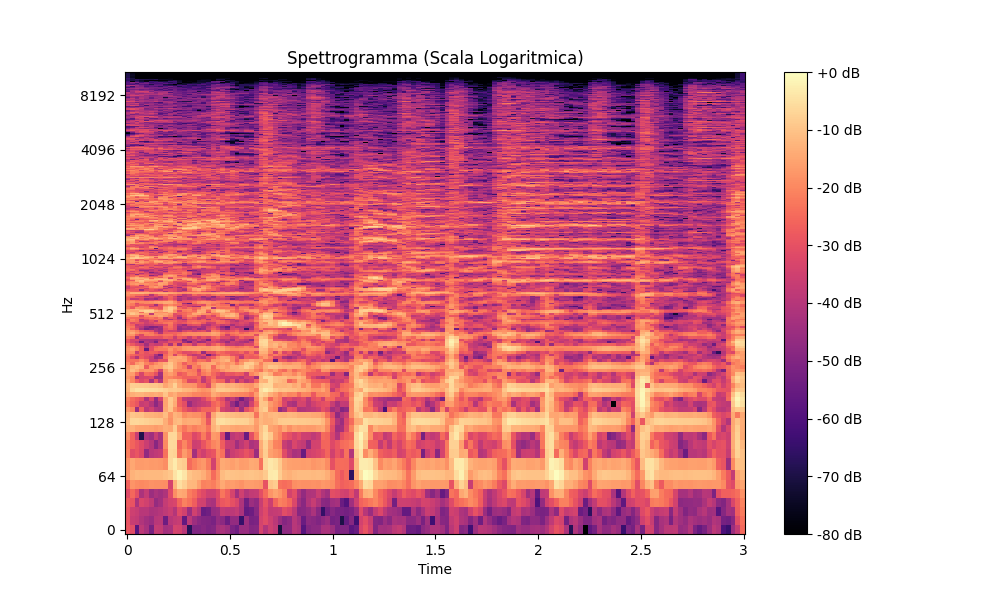 Spettrogramma (Scala Logaritmica)
Hz
8192
4096
2048
1024
512
256
128
64
0
0 0.5 1 1.5 2 2.5 3
Time
+0 dB
-10 dB
-20 dB
-30 dB
-40 dB
-50 dB
-60 dB
-70 dB
-80 dB